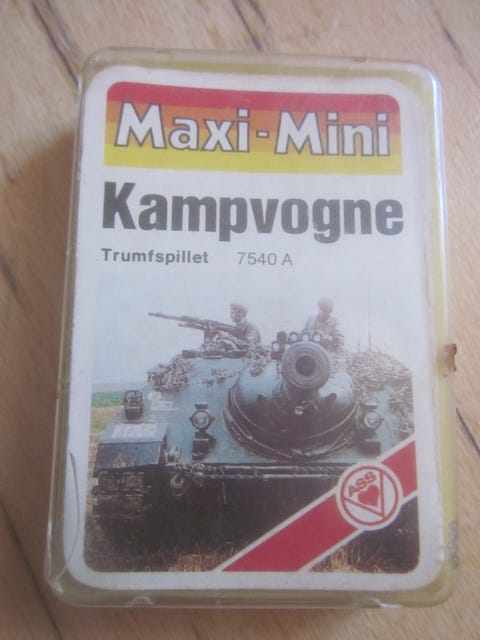 Maxi-Mini
Kampvogne
Trumfspillet 7540 A
ASS